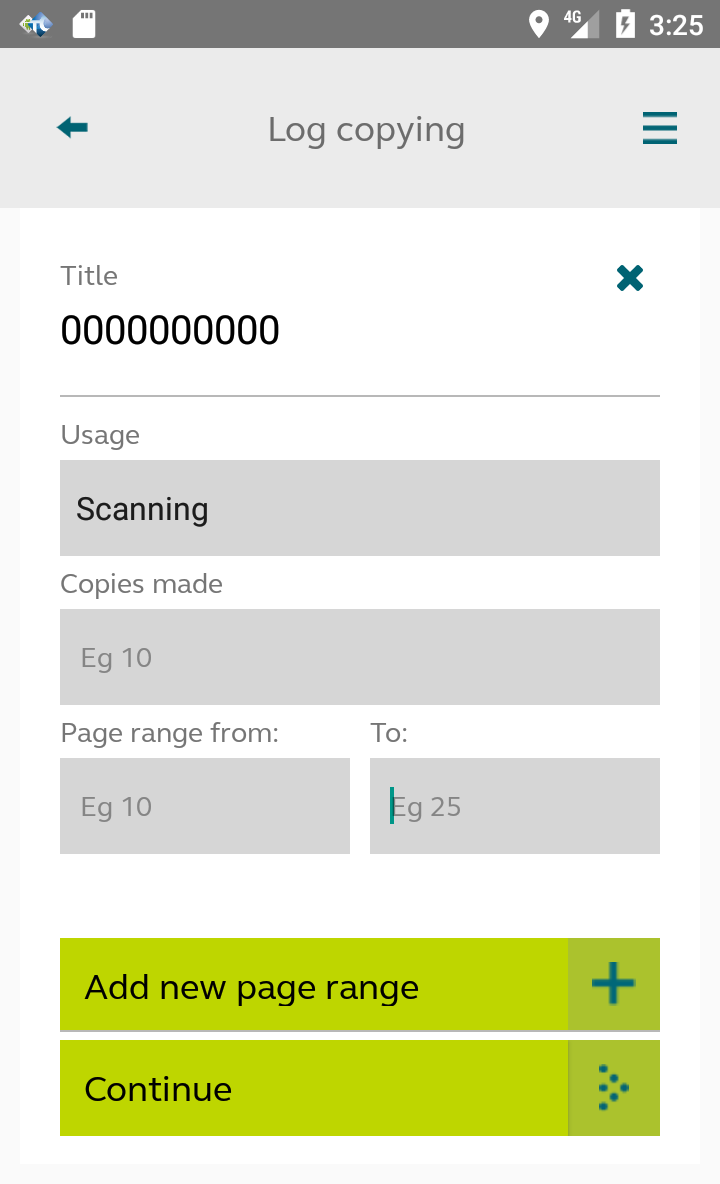 4G 3:25
Log copying
Title
0000000000
Usage
Scanning
Copies made
Eg 10
Page range from: To:
Eg 10 Eg 25
Add new page range
Continue